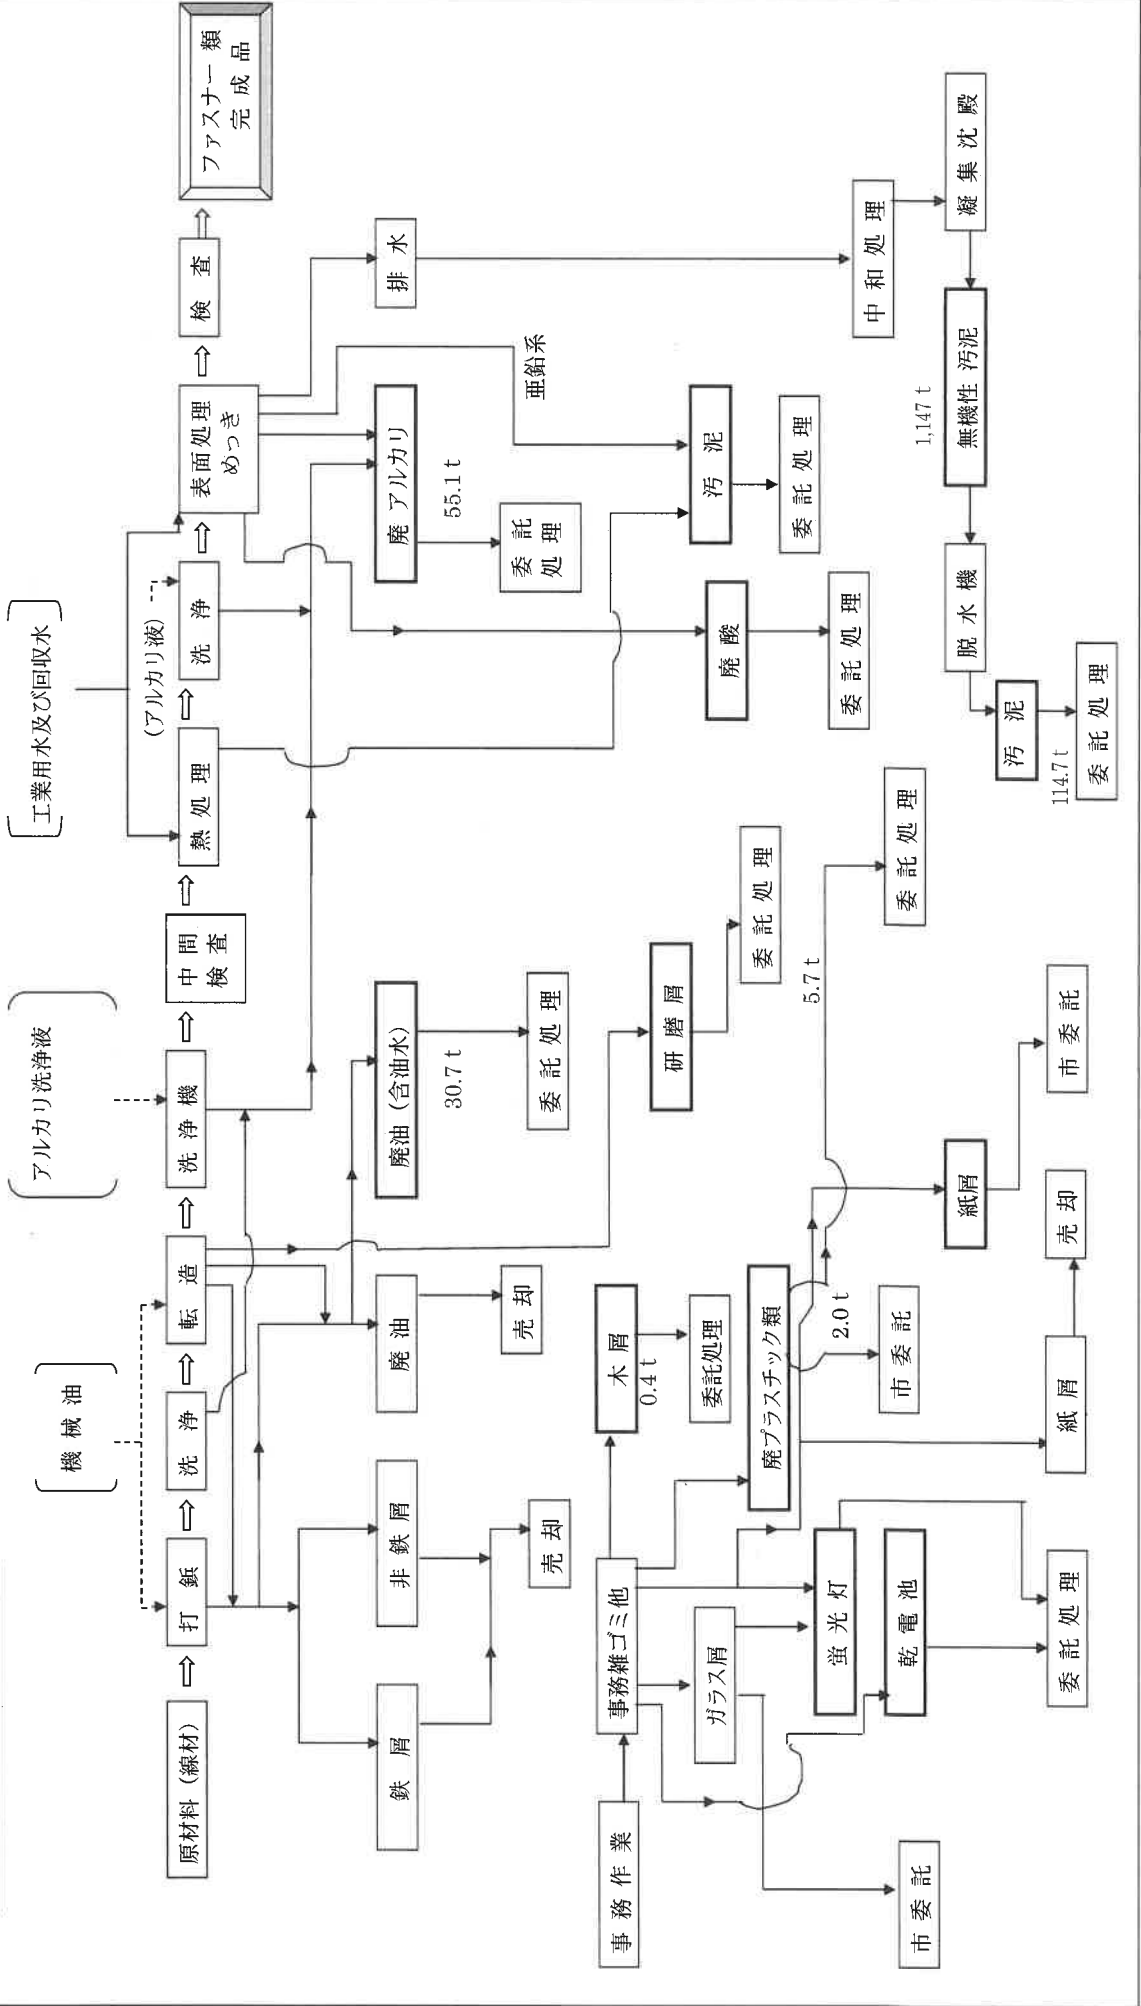 機械油
アルカリ洗浄液
工業用水及び回収水
(アルカリ液)
原材料(線材)
打鋲
洗浄
転造
洗浄機
中間
検査
熱処理
洗浄
表面処理
めっき
検査
ファスナー類
完成品
鉄屑
非鉄屑
売却
廃油
売却
廃油(含油水)
30.7t
委託処理
研磨屑
委託処理
廃アルカリ
55.1t
委託
処理
廃酸
委託処理
亜鉛系
汚泥
委託処理
排水
中和処理
凝集沈殿
無機性汚泥
1,147t
脱水機
汚泥
114.7t
委託処理
事務作業
事務雑ゴミ他
木屑
0.4t
委託処理
廃プラスチック類
2.0t
市委託
5.7t
委託処理
ガラス屑
市委託
蛍光灯
乾電池
委託処理
紙屑
売却
紙屑
市委託